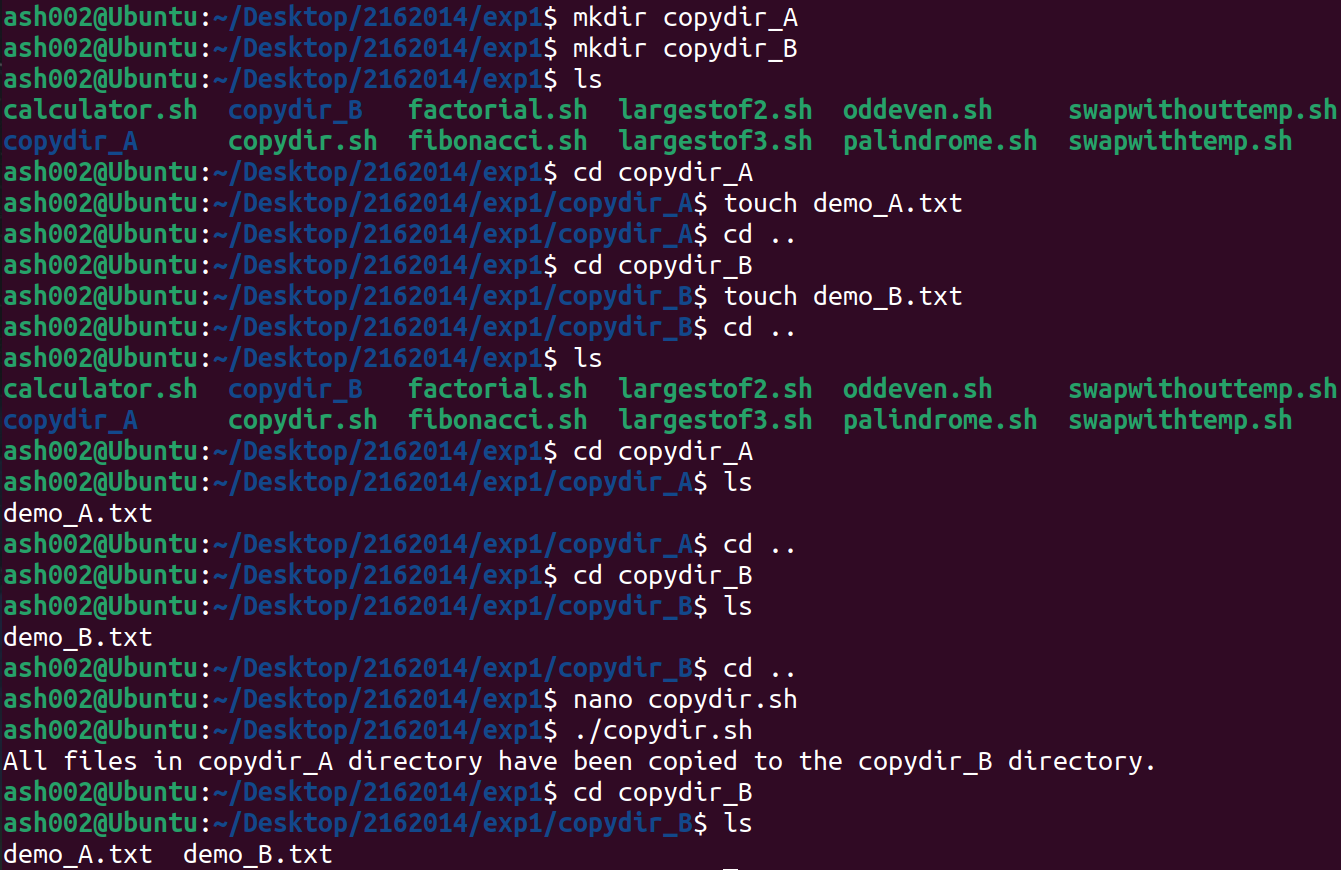 ash002@Ubuntu:~/Desktop/2162014/exp1$ mkdir copydir_A
ash002@Ubuntu:~/Desktop/2162014/exp1$ mkdir copydir_B
ash002@Ubuntu:~/Desktop/2162014/exp1$ ls
calculator.sh  copydir_B   factorial.sh  largestof2.sh  oddeven.sh     swapwithouttemp.sh
copydir_A      copydir.sh  fibonacci.sh  largestof3.sh  palindrome.sh  swapwithtemp.sh
ash002@Ubuntu:~/Desktop/2162014/exp1$ cd copydir_A
ash002@Ubuntu:~/Desktop/2162014/exp1/copydir_A$ touch demo_A.txt
ash002@Ubuntu:~/Desktop/2162014/exp1/copydir_A$ cd ..
ash002@Ubuntu:~/Desktop/2162014/exp1$ cd copydir_B
ash002@Ubuntu:~/Desktop/2162014/exp1/copydir_B$ touch demo_B.txt
ash002@Ubuntu:~/Desktop/2162014/exp1/copydir_B$ cd ..
ash002@Ubuntu:~/Desktop/2162014/exp1$ ls
calculator.sh  copydir_B   factorial.sh  largestof2.sh  oddeven.sh     swapwithouttemp.sh
copydir_A      copydir.sh  fibonacci.sh  largestof3.sh  palindrome.sh  swapwithtemp.sh
ash002@Ubuntu:~/Desktop/2162014/exp1$ cd copydir_A
ash002@Ubuntu:~/Desktop/2162014/exp1/copydir_A$ ls
demo_A.txt
ash002@Ubuntu:~/Desktop/2162014/exp1/copydir_A$ cd ..
ash002@Ubuntu:~/Desktop/2162014/exp1$ cd copydir_B
ash002@Ubuntu:~/Desktop/2162014/exp1/copydir_B$ ls
demo_B.txt
ash002@Ubuntu:~/Desktop/2162014/exp1/copydir_B$ cd ..
ash002@Ubuntu:~/Desktop/2162014/exp1$ nano copydir.sh
ash002@Ubuntu:~/Desktop/2162014/exp1$ ./copydir.sh
All files in copydir_A directory have been copied to the copydir_B directory.
ash002@Ubuntu:~/Desktop/2162014/exp1$ cd copydir_B
ash002@Ubuntu:~/Desktop/2162014/exp1/copydir_B$ ls
demo_A.txt  demo_B.txt